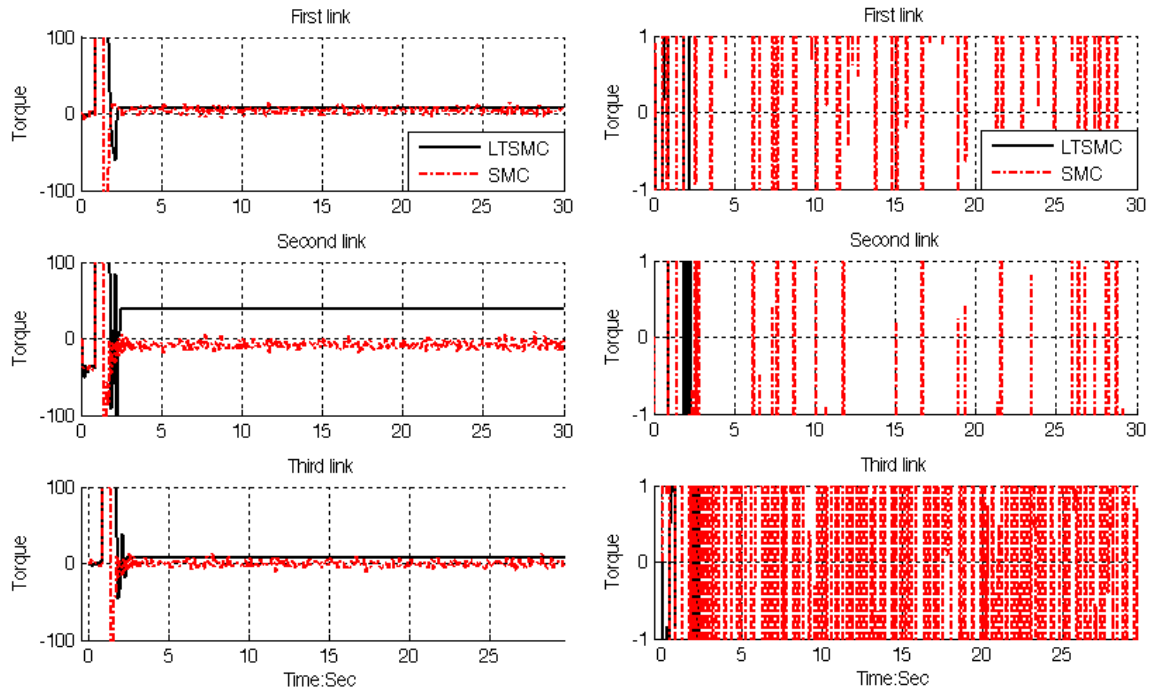 First link
100
0
-100
Torque
LTSMC
SMC
0 5 10 15 20 25 30
Second link
100
0
-100
Torque
0 5 10 15 20 25 30
Third link
100
0
-100
Torque
0 5 10 15 20 25
Time:Sec
First link
1
0
-1
Torque
LTSMC
SMC
0 5 10 15 20 25 30
Second link
1
0
-1
Torque
0 5 10 15 20 25 30
Third link
1
0
-1
Torque
0 5 10 15 20 25
Time:Sec